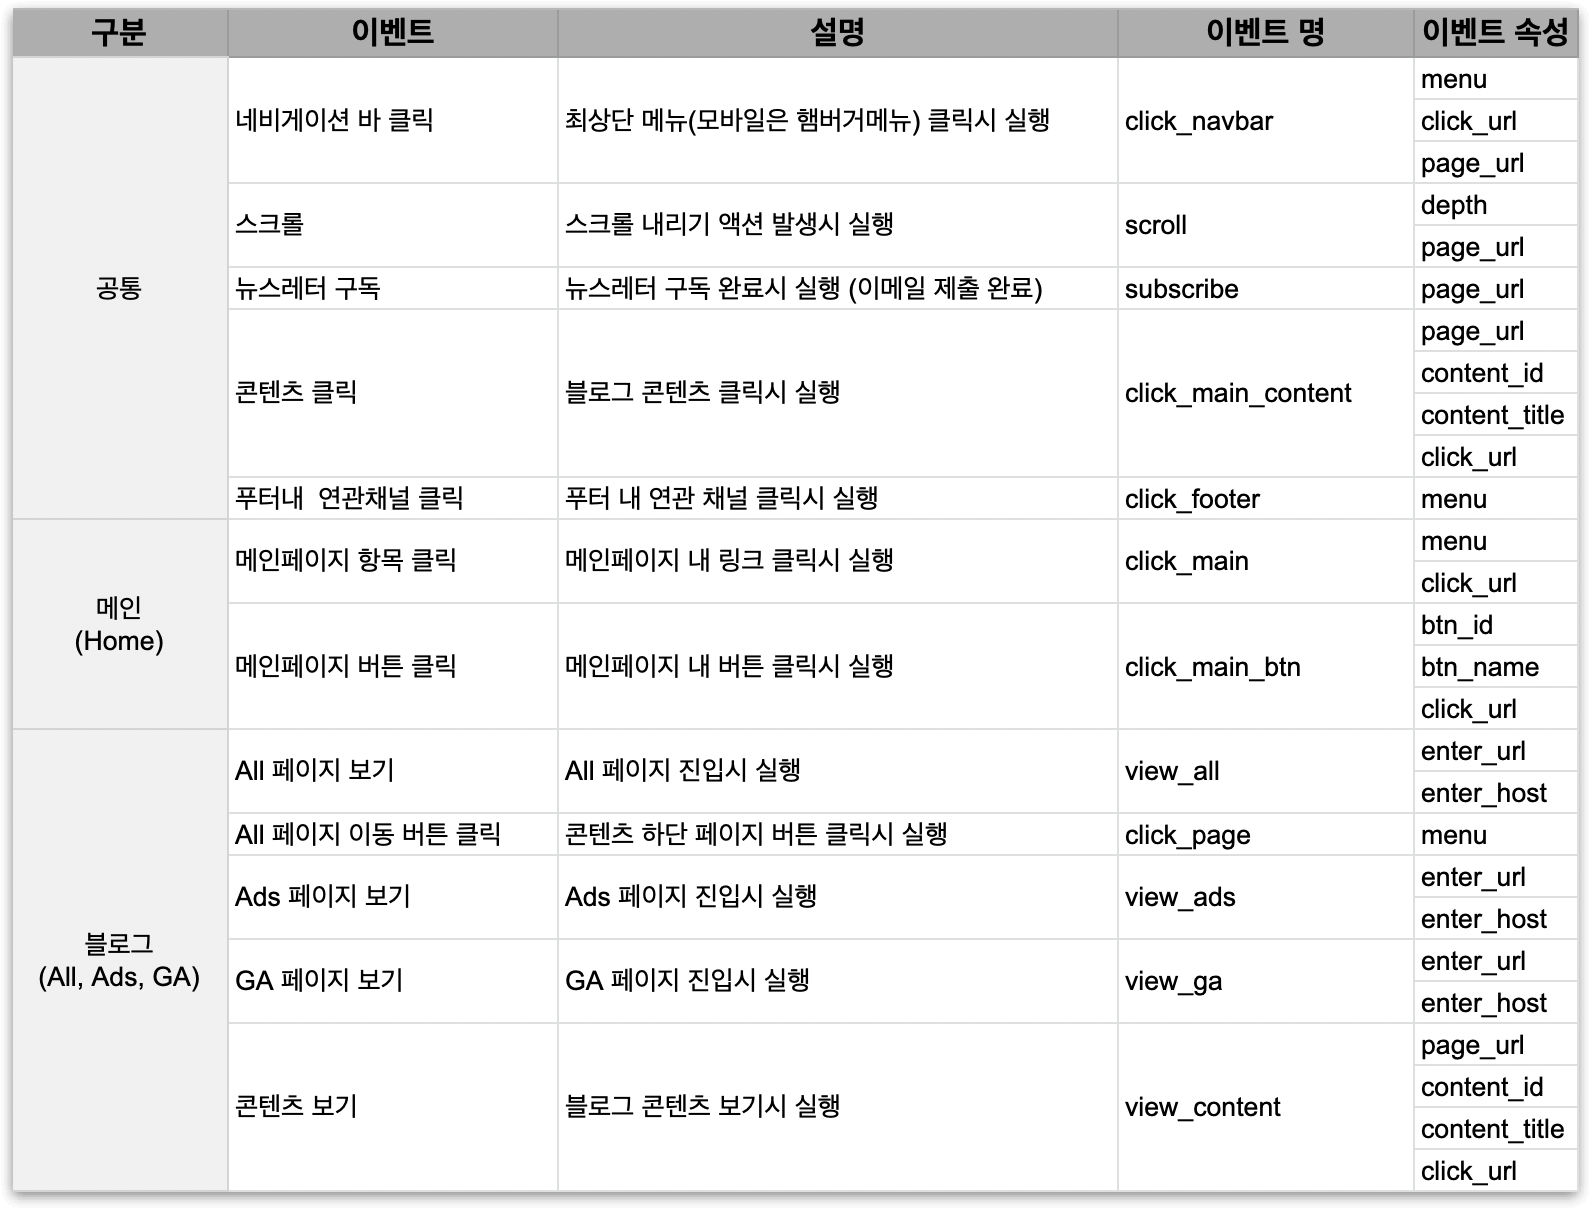 구분 이벤트 설명 이벤트 명 이벤트 속성
공통
네비게이션 바 클릭 최상단 메뉴(모바일은 햄버거메뉴) 클릭시 실행 click_navbar
menu
click_url
page_url
스크롤 스크롤 내리기 액션 발생시 실행 scroll
depth
page_url
뉴스레터 구독 뉴스레터 구독 완료시 실행 (이메일 제출 완료) subscribe page_url
콘텐츠 클릭 블로그 콘텐츠 클릭시 실행 click_main_content
page_url
content_id
content_title
click_url
푸터내  연관채널 클릭 푸터 내 연관 채널 클릭시 실행 click_footer menu
메인
(Home)
메인페이지 항목 클릭 메인페이지 내 링크 클릭시 실행 click_main
menu
click_url
메인페이지 버튼 클릭 메인페이지 내 버튼 클릭시 실행 click_main_btn
btn_id
btn_name
click_url
블로그
(All, Ads, GA)
All 페이지 보기 All 페이지 진입시 실행 view_all
enter_url
enter_host
All 페이지 이동 버튼 클릭 콘텐츠 하단 페이지 버튼 클릭시 실행 click_page menu
Ads 페이지 보기 Ads 페이지 진입시 실행 view_ads
enter_url
enter_host
GA 페이지 보기 GA 페이지 진입시 실행 view_ga
enter_url
enter_host
콘텐츠 보기 블로그 콘텐츠 보기시 실행 view_content
page_url
content_id
content_title
click_url